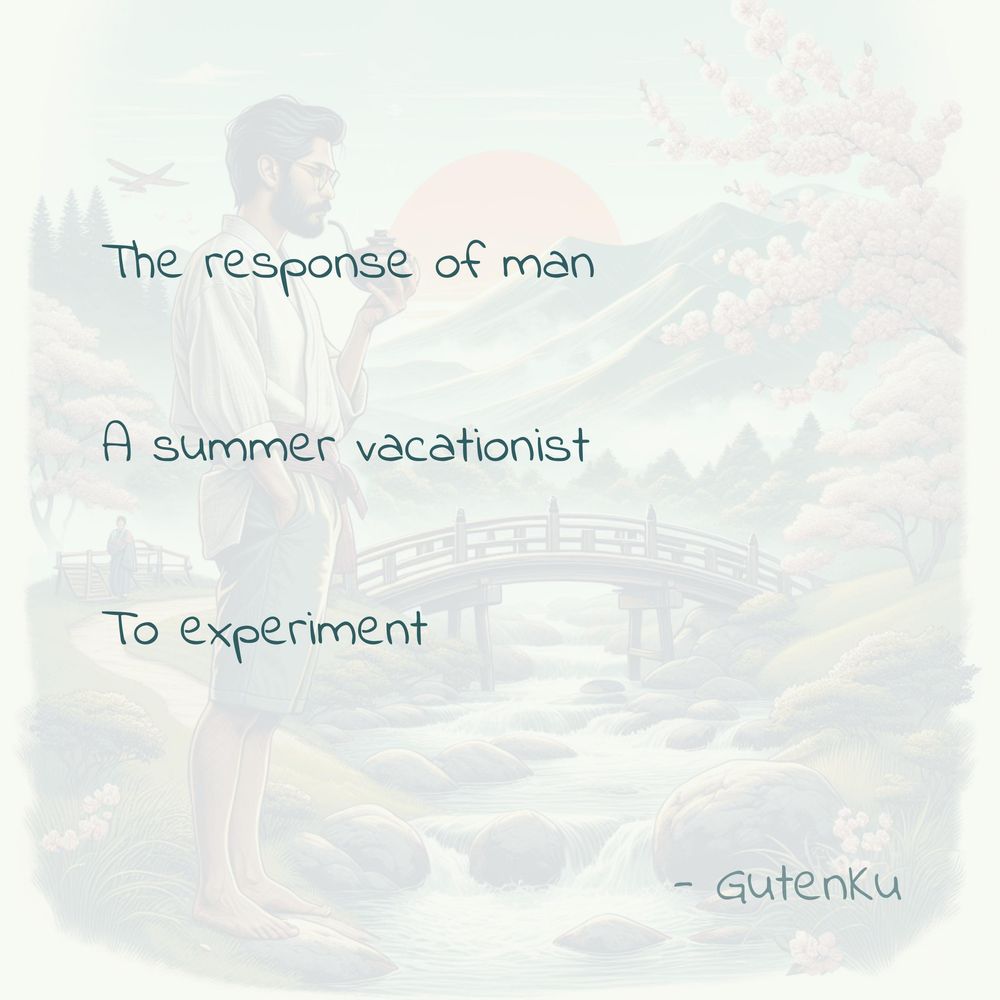 The response of man
A summer vacationist
To experiment
- GutenKu